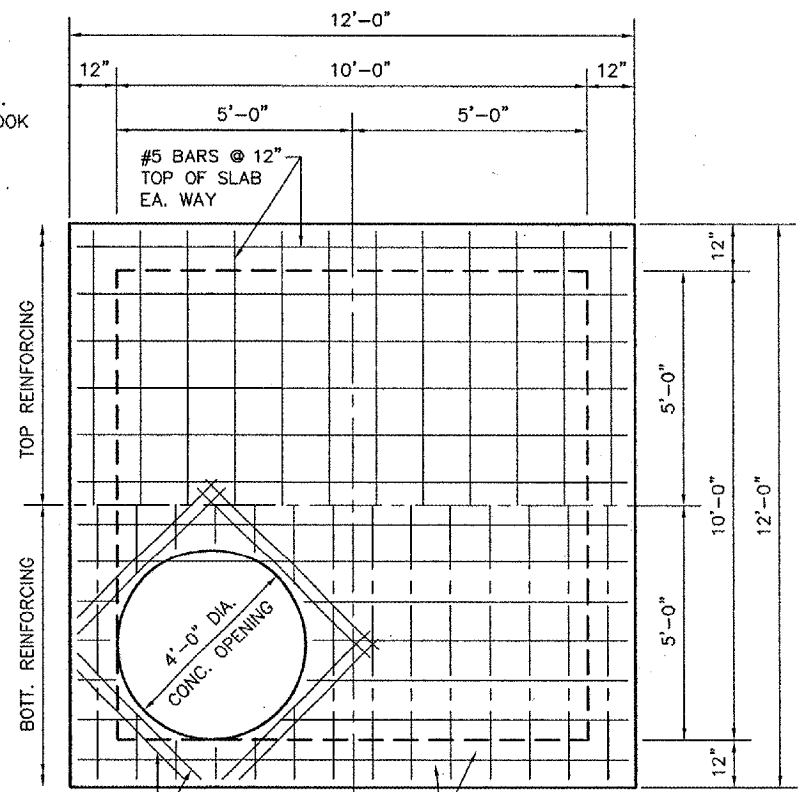 12'-0"
12"
10'-0"
12"
5'-0"
5'-0"
#5 BARS @ 12"
TOP OF SLAB
EA. WAY
TOP REINFORCING
BOTT. REINFORCING
4'-0" DIA.
CONC. OPENING
12"
5'-0"
10'-0"
12'-0"
5'-0"
12"